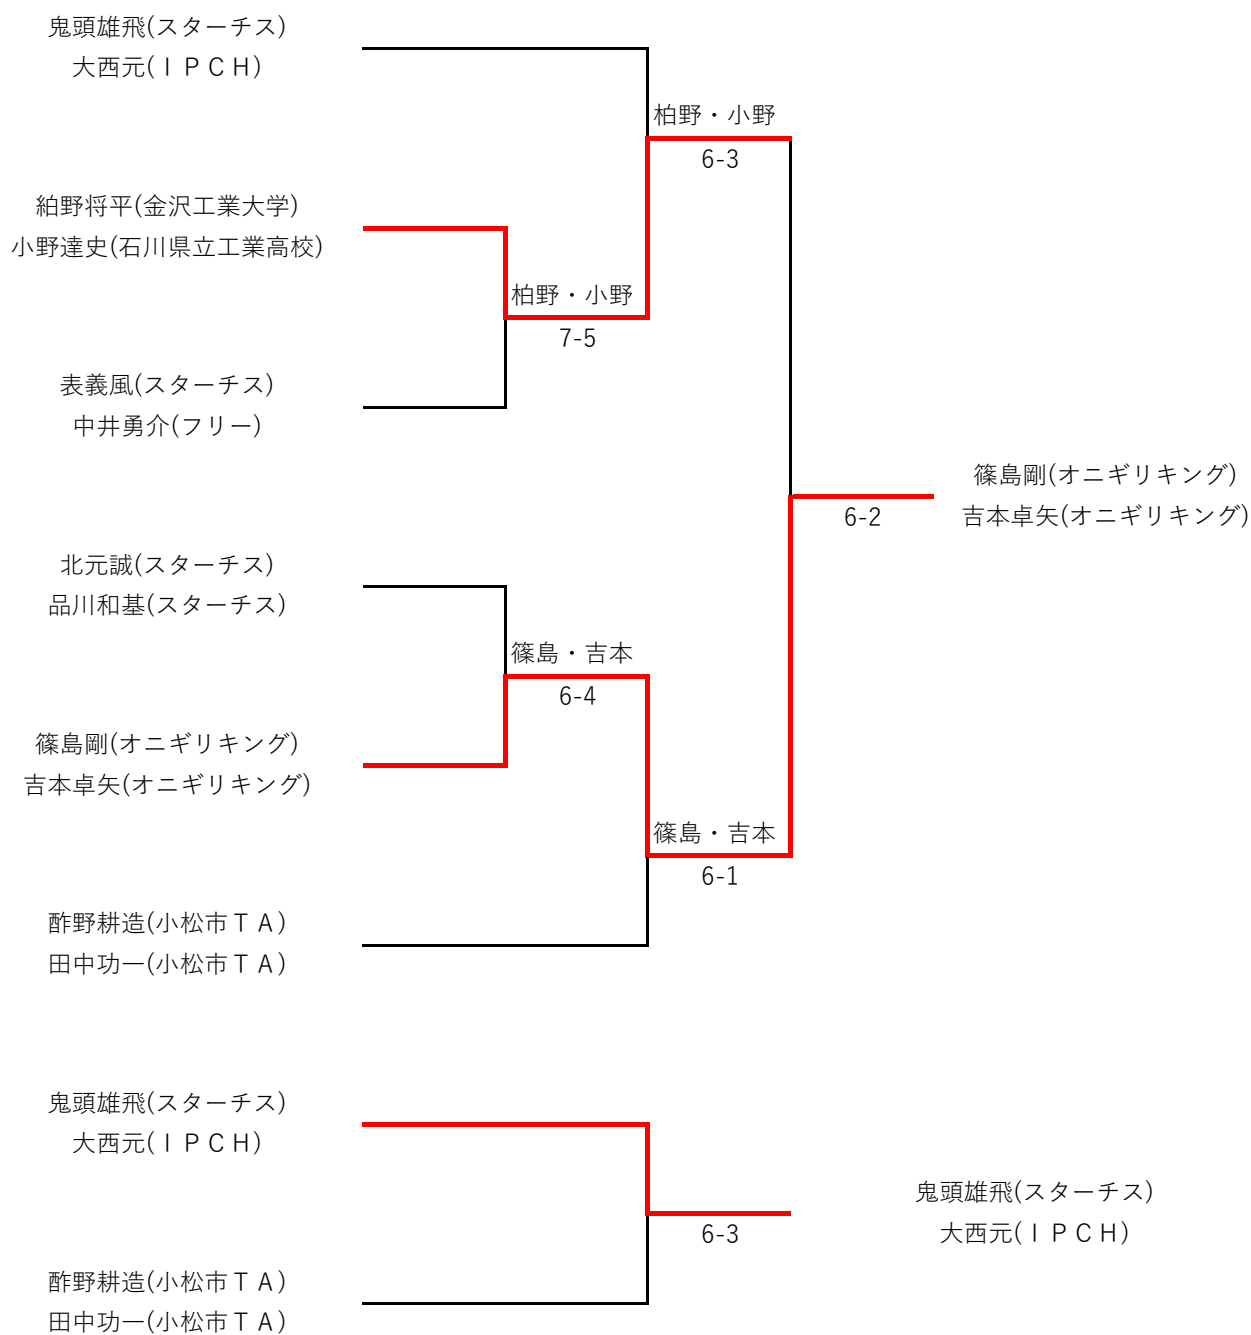 鬼頭雄飛(スターチス)
大西元(ＩＰＣＨ)
柏野・小野
6-3
絈野将平(金沢工業大学)
小野達史(石川県立工業高校)
柏野・小野
7-5
表義風(スターチス)
中井勇介(フリー)
篠島剛(オニギリキング)
吉本卓矢(オニギリキング)
6-2
北元誠(スターチス)
品川和基(スターチス)
篠島・吉本
6-4
篠島剛(オニギリキング)
吉本卓矢(オニギリキング)
篠島・吉本
6-1
酢野耕造(小松市ＴＡ)
田中功一(小松市ＴＡ)
鬼頭雄飛(スターチス)
大西元(ＩＰＣＨ)
鬼頭雄飛(スターチス)
大西元(ＩＰＣＨ)
6-3
酢野耕造(小松市ＴＡ)
田中功一(小松市ＴＡ)